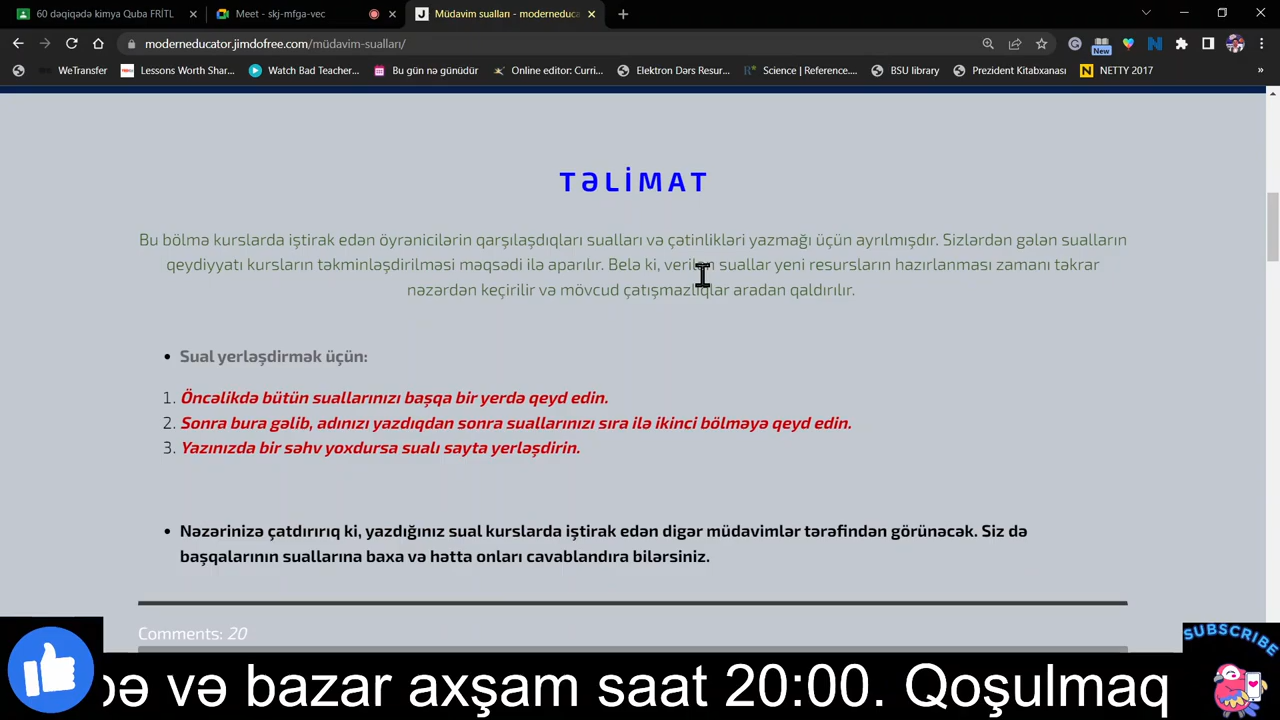 60 dəqiqədə kimya Quba FRİTL
Meet - skj-mfga-vec
Müdavim sualları - moderneduca
moderneducator.jimdofree.com/müdavim-sualları/
New
WeTransfer
Lessons Worth Shar...
Watch Bad Teacher...
Bu gün nə günüdür
Online editor: Curri...
Elektron Dərs Resur...
Science | Reference....
BSU library
Prezident Kitabxanası
NETTY 2017
TƏLİMAT
Bu bölmə kurslarda iştirak edən öyrənicilərin qarşılaşdıqları sualları və çətinlikləri yazmağı üçün ayrılmışdır. Sizlərdən gələn sualların
qeydiyyatı kursların təkminləşdirilməsi məqsədi ilə aparılır. Belə ki, verilən suallar yeni resursların hazırlanması zamanı təkrar
nəzərdən keçirilir və mövcud çatışmazlıqlar aradan qaldırılır.
• Sual yerləşdirmək üçün:
1. Öncəlikdə bütün suallarınızı başqa bir yerdə qeyd edin.
2. Sonra bura gəlib, adınızı yazdıqdan sonra suallarınızı sıra ilə ikinci bölməyə qeyd edin.
3. Yazınızda bir səhv yoxdursa sualı sayta yerləşdirin.
• Nəzərinizə çatdırırıq ki, yazdığınız sual kurslarda iştirak edən digər müdavimlər tərəfindən görünəcək. Siz də
başqalarının suallarına baxa və hətta onları cavablandıra bilərsiniz.
Comments: 20
bə və bazar axşam saat 20:00. Qoşulmaq
SUBSCRIBE